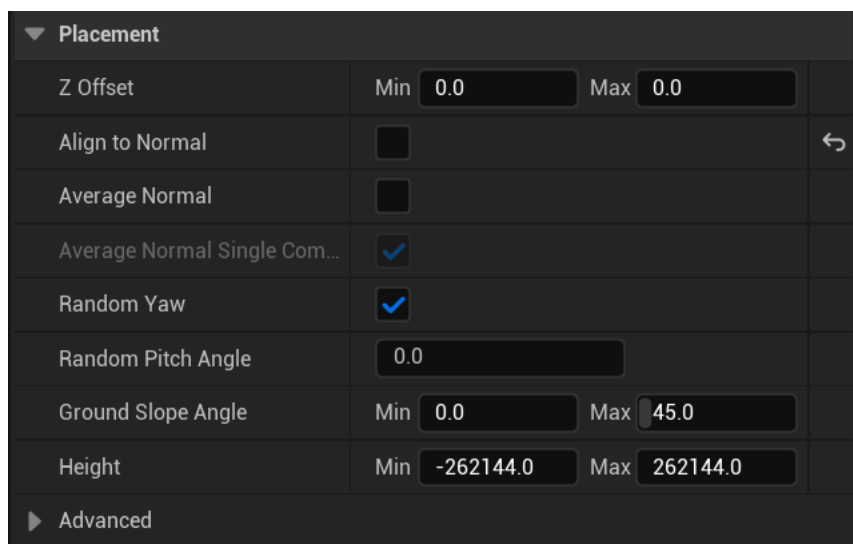 Placement
Z Offset Min 0.0 Max 0.0
Align to Normal
Average Normal
Average Normal Single Com...
Random Yaw
Random Pitch Angle 0.0
Ground Slope Angle Min 0.0 Max 45.0
Height Min -262144.0 Max 262144.0
Advanced